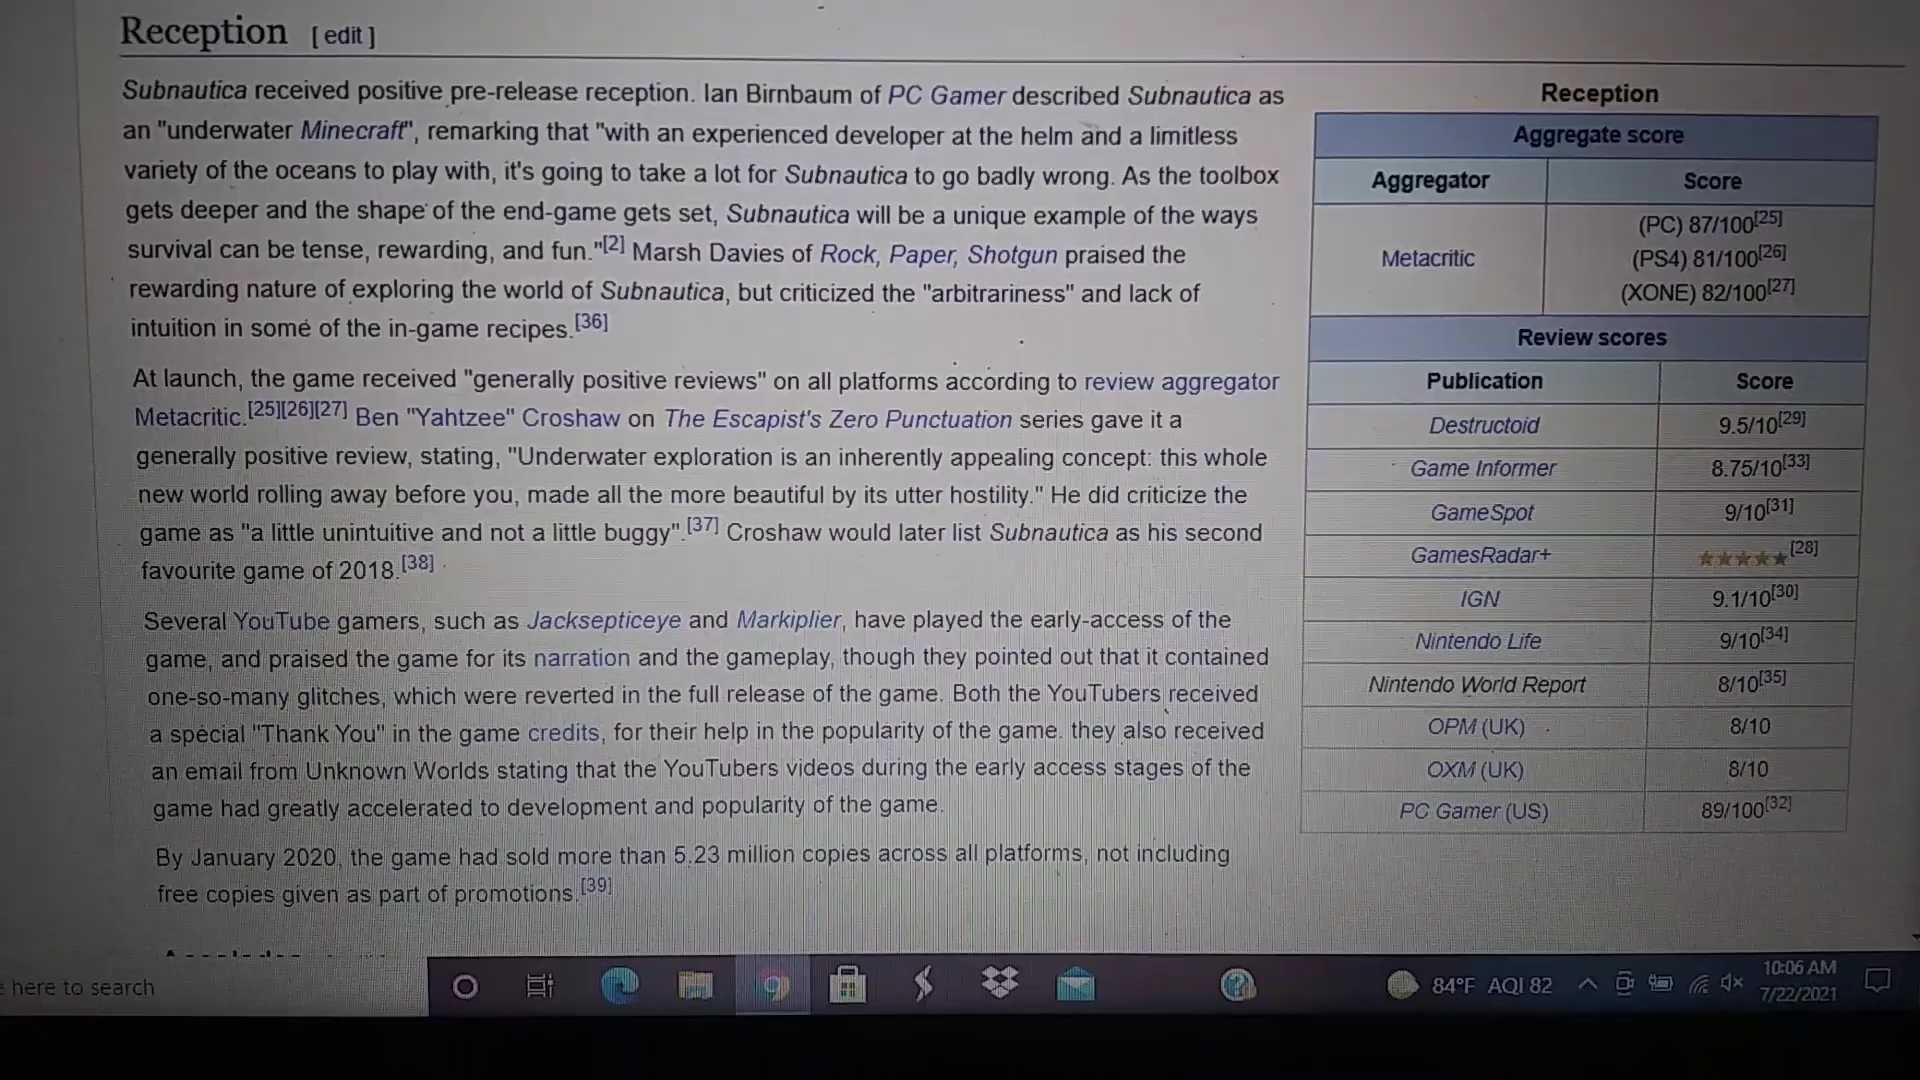 Reception [ edit ]
Subnautica received positive pre-release reception. Ian Birnbaum of PC Gamer described Subnautica as
an "underwater Minecraft", remarking that "with an experienced developer at the helm and a limitless
variety of the oceans to play with, it's going to take a lot for Subnautica to go badly wrong. As the toolbox
gets deeper and the shape of the end-game gets set, Subnautica will be a unique example of the ways
survival can be tense, rewarding, and fun."[2] Marsh Davies of Rock, Paper, Shotgun praised the
rewarding nature of exploring the world of Subnautica, but criticized the "arbitrariness" and lack of
intuition in some of the in-game recipes.[36]
At launch, the game received "generally positive reviews" on all platforms according to review aggregator
Metacritic.[25][26][27] Ben "Yahtzee" Croshaw on The Escapist's Zero Punctuation series gave it a
generally positive review, stating, "Underwater exploration is an inherently appealing concept: this whole
new world rolling away before you, made all the more beautiful by its utter hostility." He did criticize the
game as "a little unintuitive and not a little buggy".[37] Croshaw would later list Subnautica as his second
favourite game of 2018.[38]
Several YouTube gamers, such as Jacksepticeye and Markiplier, have played the early-access of the
game, and praised the game for its narration and the gameplay, though they pointed out that it contained
one-so-many glitches, which were reverted in the full release of the game. Both the YouTubers received
a special "Thank You" in the game credits, for their help in the popularity of the game. they also received
an email from Unknown Worlds stating that the YouTubers videos during the early access stages of the
game had greatly accelerated to development and popularity of the game.
By January 2020, the game had sold more than 5.23 million copies across all platforms, not including
free copies given as part of promotions.[39]
Reception
Aggregate score
Aggregator Score
Metacritic (PC) 87/100[25]
(PS4) 81/100[26]
(XONE) 82/100[27]
Review scores
Publication Score
Destructoid 9.5/10[29]
Game Informer 8.75/10[33]
GameSpot 9/10[31]
GamesRadar+ ★★★★★[28]
IGN 9.1/10[30]
Nintendo Life 9/10[34]
Nintendo World Report 8/10[35]
OPM (UK) 8/10
OXM (UK) 8/10
PC Gamer (US) 89/100[32]
here to search
84°F AQI 82
10:06 AM
7/22/2021